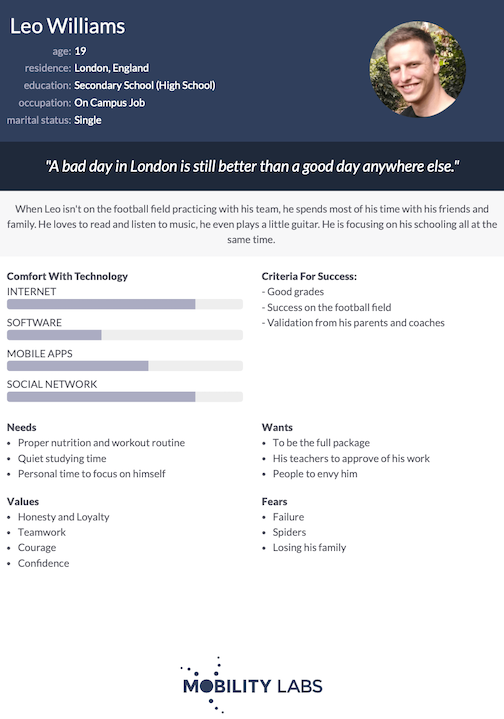 Leo Williams
age: 19
residence: London, England
education: Secondary School (High School)
occupation: On Campus Job
marital status: Single
"A bad day in London is still better than a good day anywhere else."
When Leo isn't on the football field practicing with his team, he spends most of his time with his friends and
family. He loves to read and listen to music, he even plays a little guitar. He is focusing on his schooling all at the
same time.
Comfort With Technology
INTERNET
SOFTWARE
MOBILE APPS
SOCIAL NETWORK
Criteria For Success:
- Good grades
- Success on the football field
- Validation from his parents and coaches
Needs
• Proper nutrition and workout routine
• Quiet studying time
• Personal time to focus on himself
Wants
• To be the full package
• His teachers to approve of his work
• People to envy him
Values
• Honesty and Loyalty
• Teamwork
• Courage
• Confidence
Fears
• Failure
• Spiders
• Losing his family
MOBILITY LABS